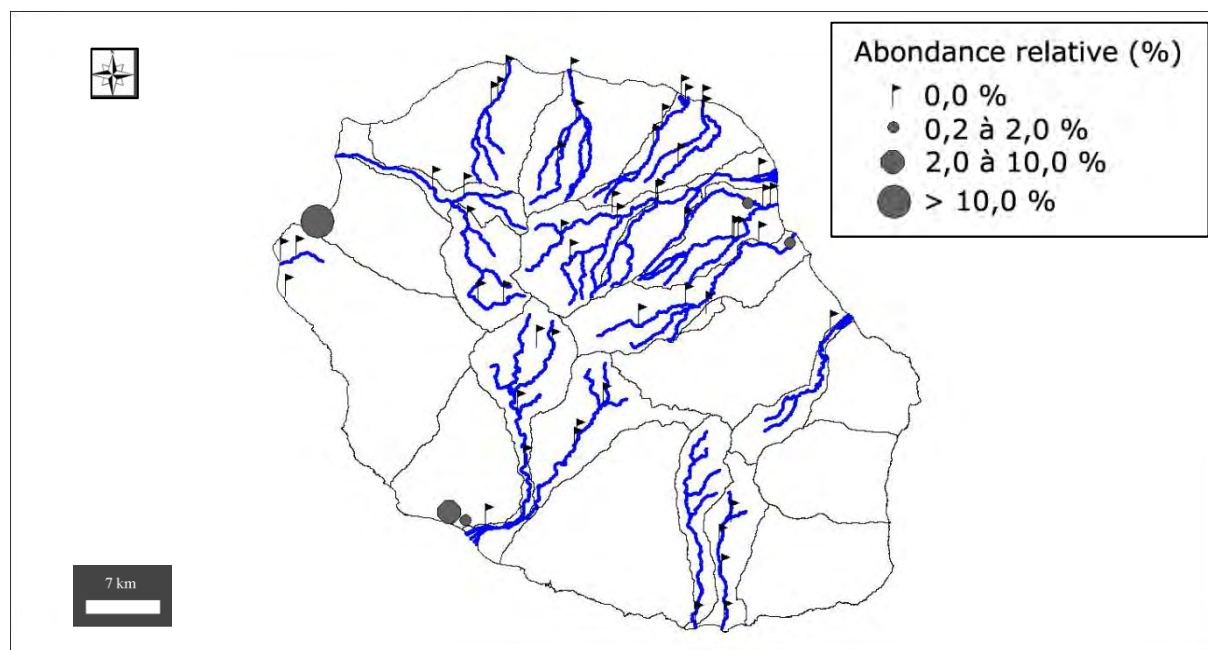 Abondance relative (%)
0,0 %
0,2 à 2,0 %
2,0 à 10,0 %
> 10,0 %
7 km